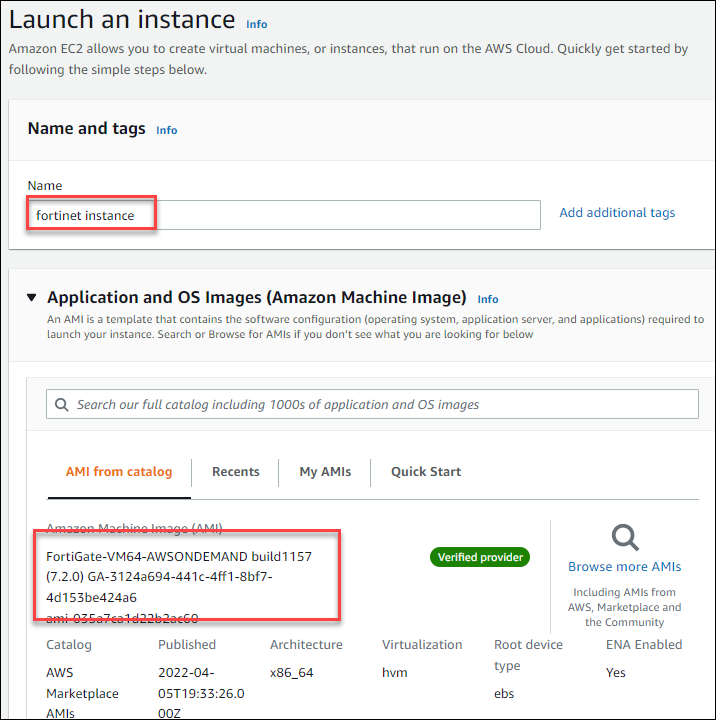 Launch an instance Info
Amazon EC2 allows you to create virtual machines, or instances, that run on the AWS Cloud. Quickly get started by
following the simple steps below.
Name and tags Info
Name
fortinet instance
Add additional tags
Application and OS Images (Amazon Machine Image) Info
An AMI is a template that contains the software configuration (operating system, application server, and applications) required to
launch your instance. Search or Browse for AMIs if you don't see what you are looking for below
Search our full catalog including 1000s of application and OS images
AMI from catalog
Recents
My AMIs
Quick Start
Amazon Machine Image (AMI)
FortiGate-VM64-AWSONDEMAND build1157
(7.2.0) GA-3124a694-441c-4ff1-8bf7-
4d153be424a6
ami-035a7ca1d22b2ac60
Verified provider
Browse more AMIs
Including AMIs from
AWS, Marketplace and
the Community
Catalog
Published
Architecture
Virtualization
Root device
type
ENA Enabled
AWS
Marketplace
AMIs
2022-04-
05T19:33:26.0
00Z
x86_64
hvm
ebs
Yes